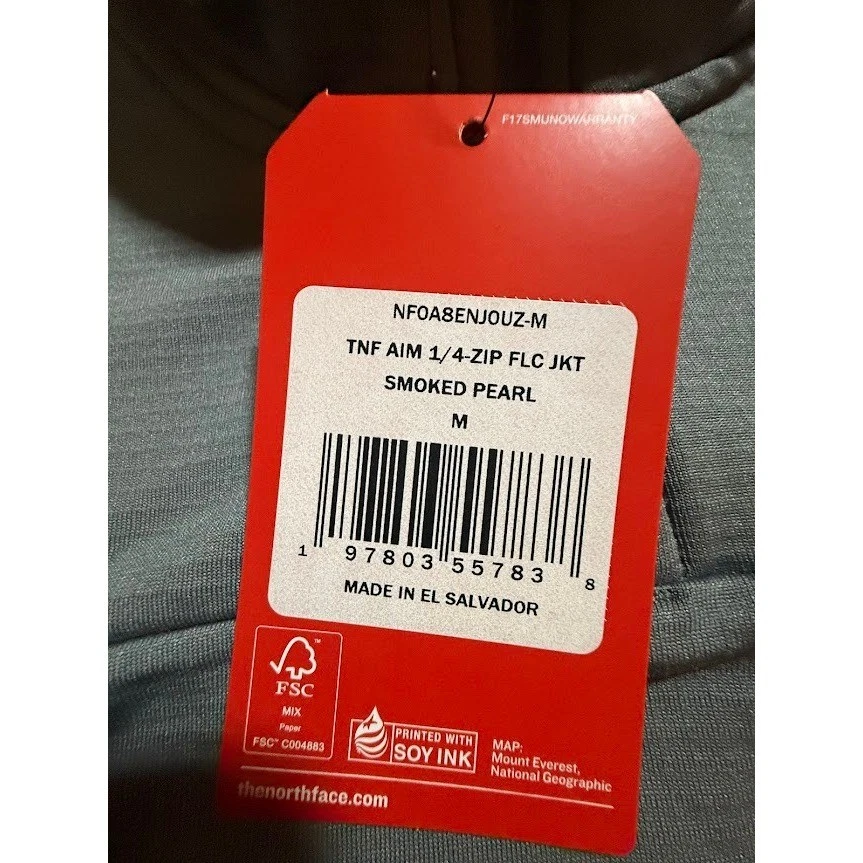 F17SMUNOWARRANTY
NF0A8ENJ0UZ-M
TNF AIM 1/4-ZIP FLC JKT
SMOKED PEARL
M
1 97803 55783 8
MADE IN EL SALVADOR
FSC
MIX
Paper
FSC™ C004883
PRINTED WITH
SOY INK
MAP:
Mount Everest,
National Geographic
thenorthface.com